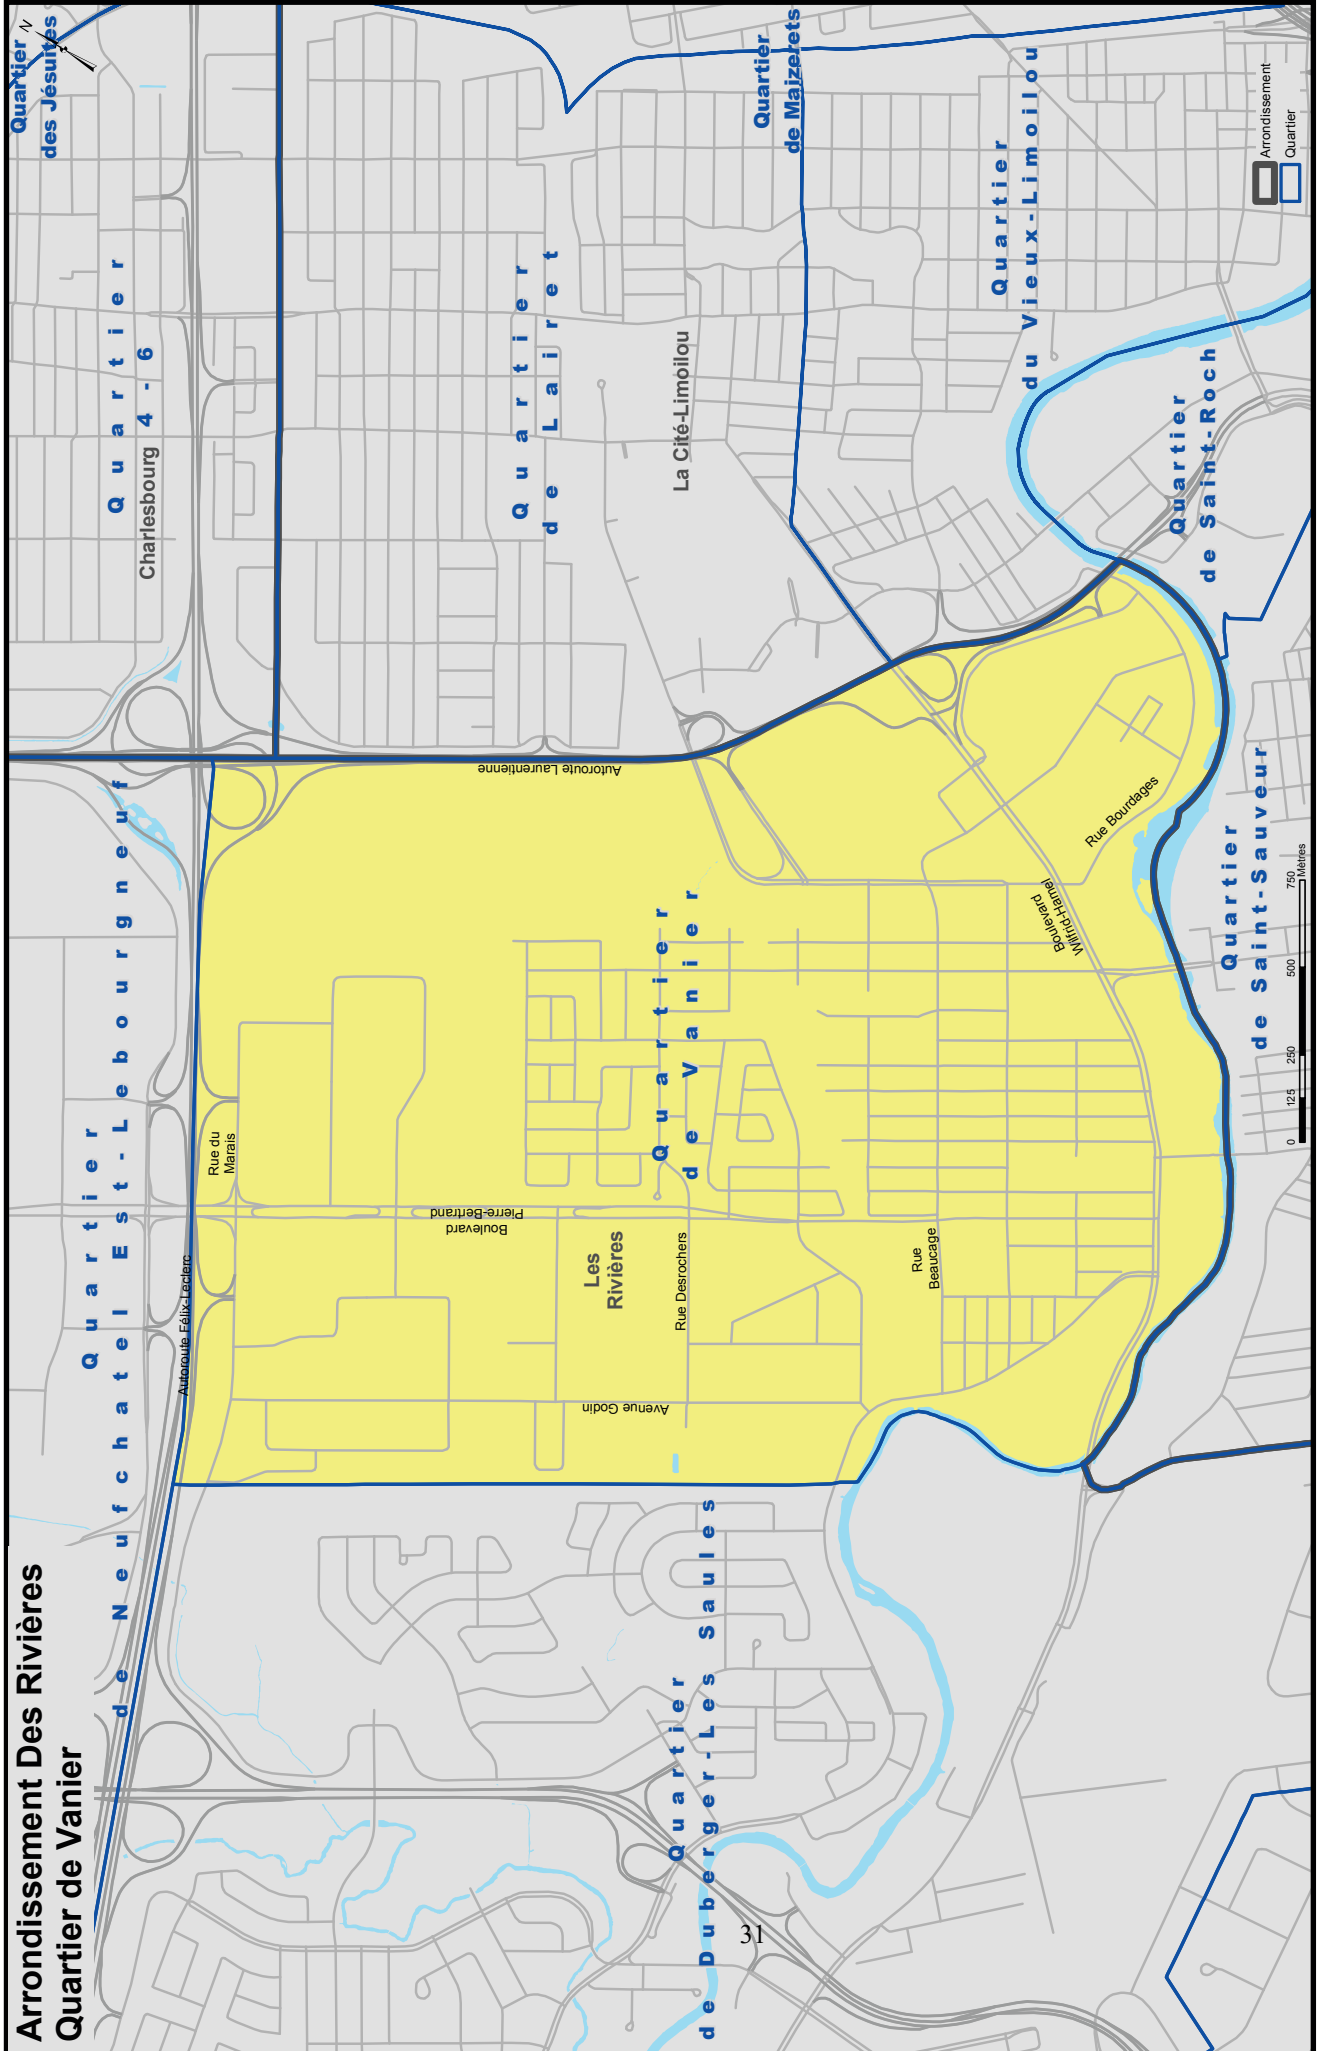 Arrondissement Des Rivières
Quartier de Vanier
Quartier
de Neufchatel Est-Lebourgneuf
Quartier
des Jésuites
N
Quartier 4-6
Charlesbourg
Quartier
de Lairet
La Cité-Limoilou
Quartier
de Maizerets
Quartier
du Vieux-Limoilou
Quartier
de Saint-Roch
Quartier
de Saint-Sauveur
Quartier
de Vanier
Les
Rivières
Quartier
de Duberger-Les Saules
Autoroute Félix-Leclerc
Rue du
Marais
Boulevard
Pierre-Bertrand
Autoroute Laurentienne
Avenue Godin
Rue Desrochers
Rue
Beaucage
Boulevard
Wilfrid-Hamel
Rue Bourdages
Arrondissement
Quartier
0 125 250 500 750
Mètres
31